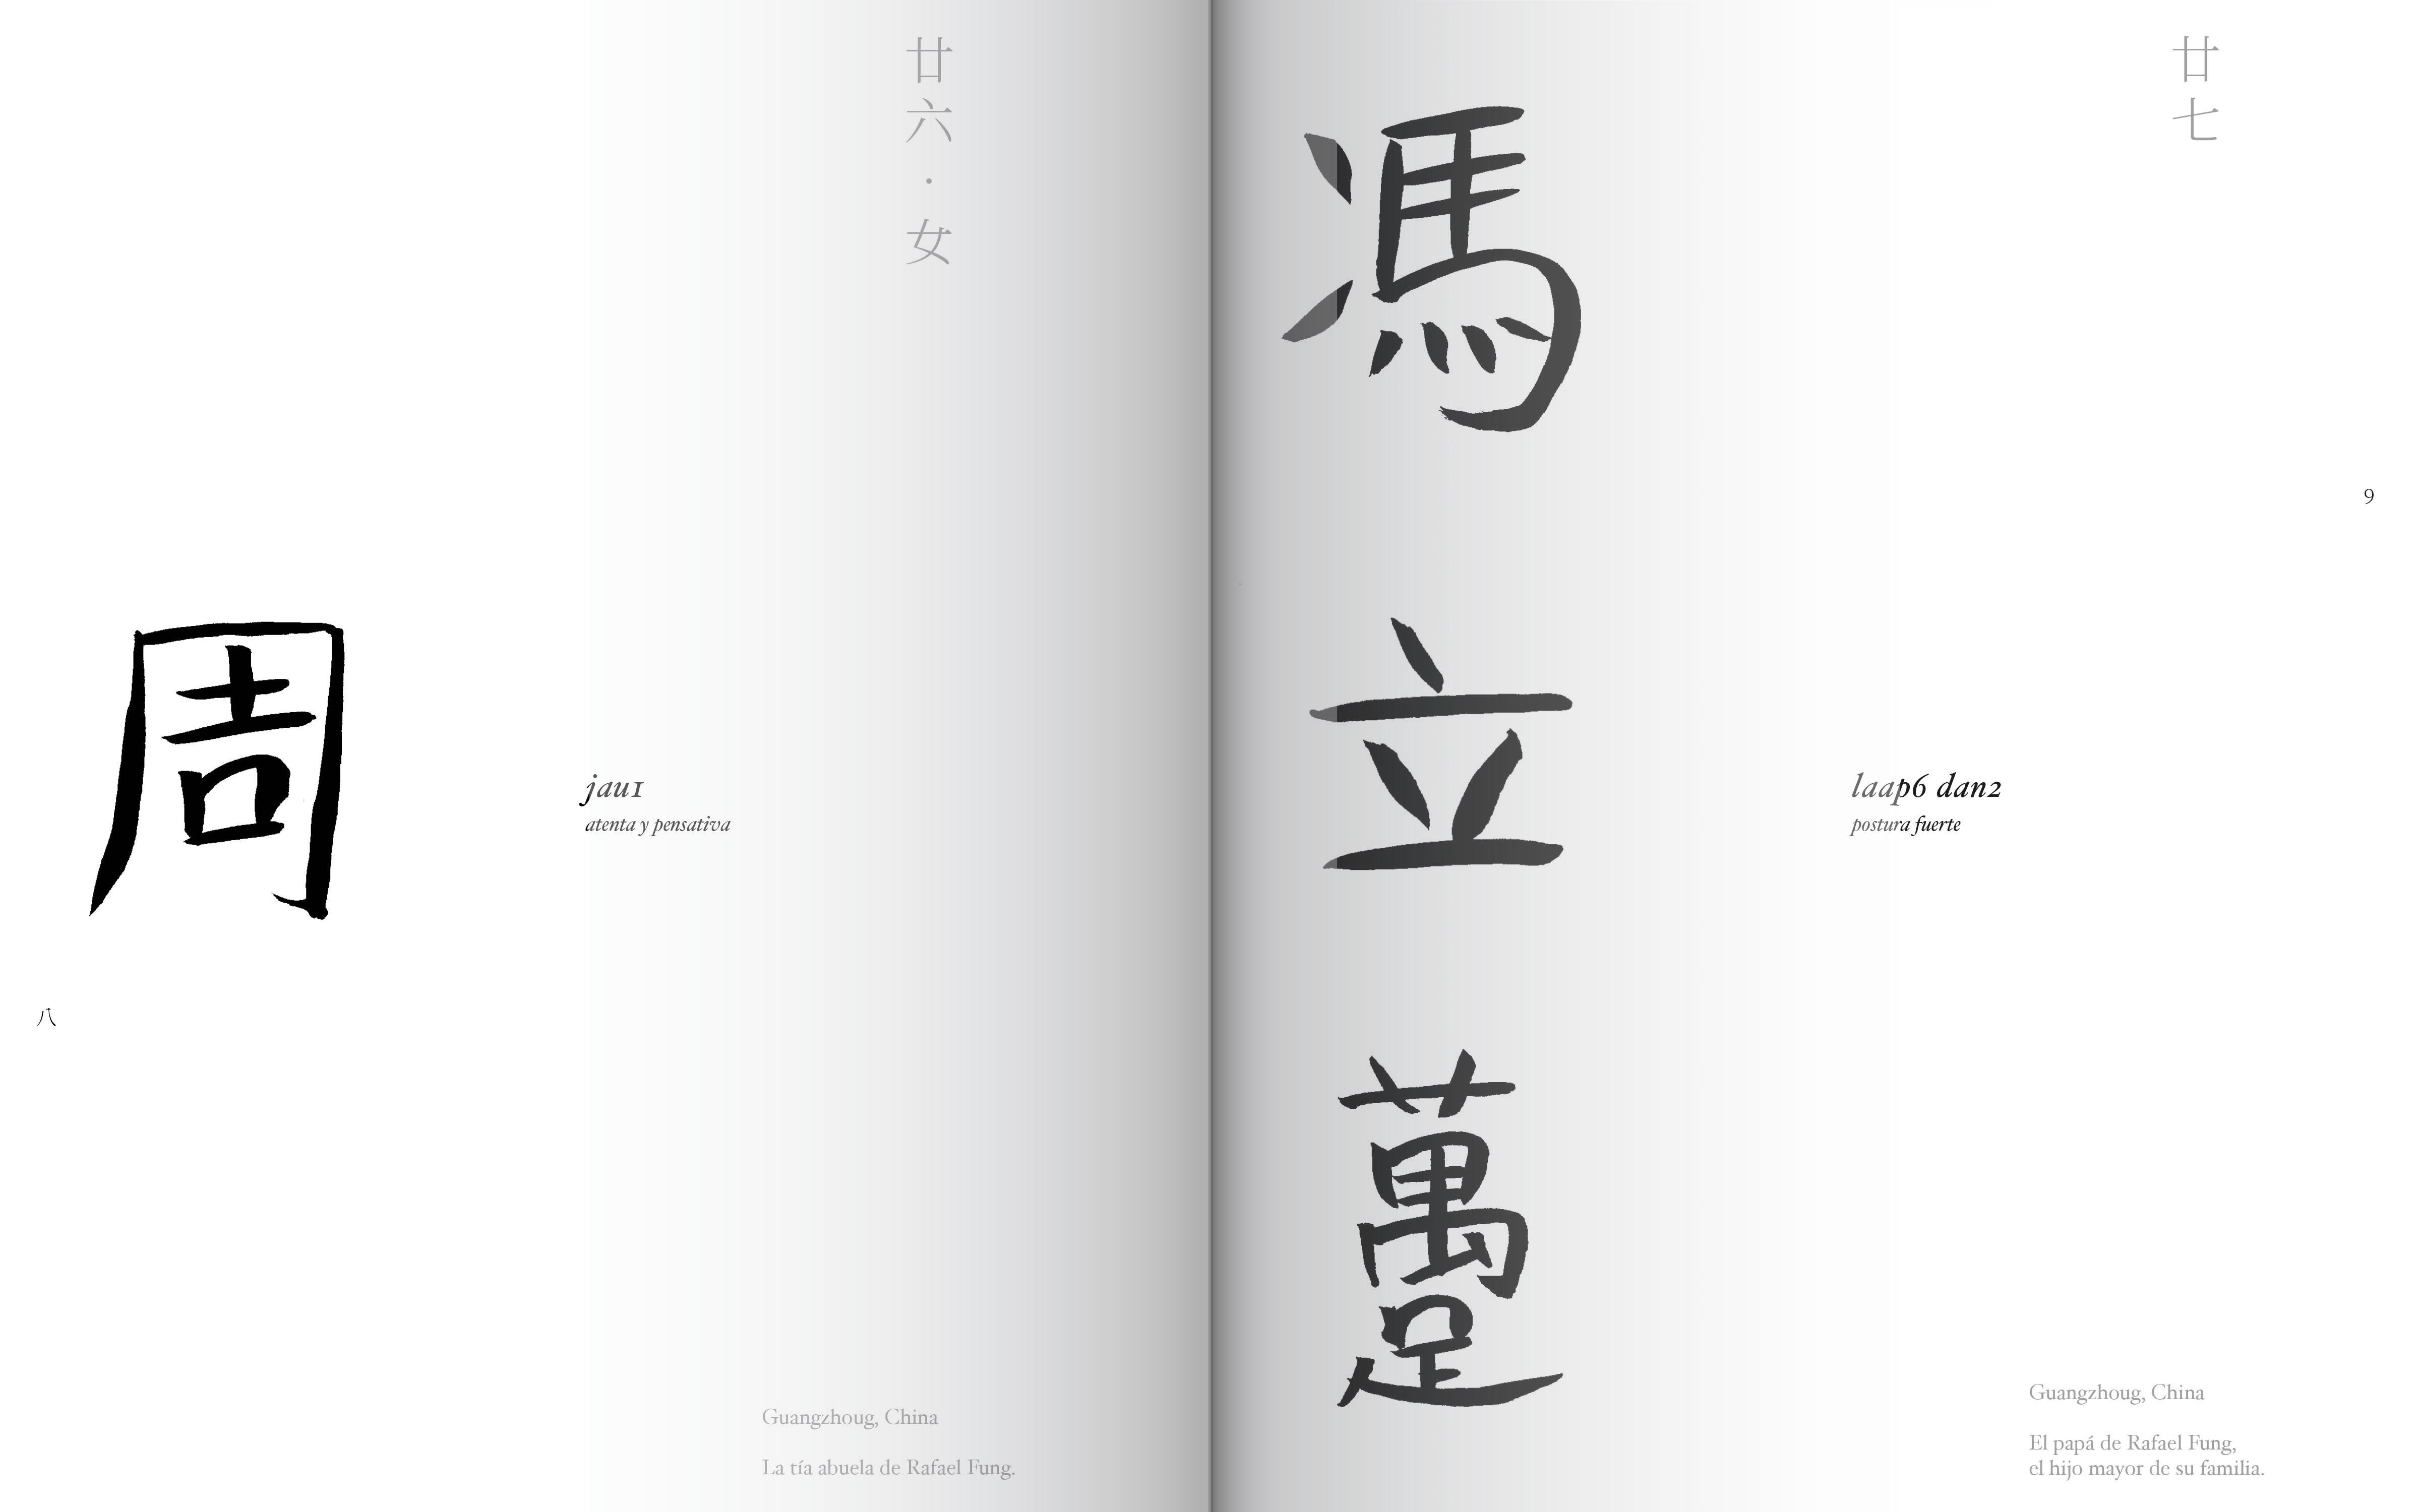 廿六·女
周
jau1
atenta y pensativa
八
Guangzhoug, China
La tía abuela de Rafael Fung.
廿七
馮立躉
9
laap6 dan2
postura fuerte
Guangzhoug, China
El papá de Rafael Fung,
el hijo mayor de su familia.